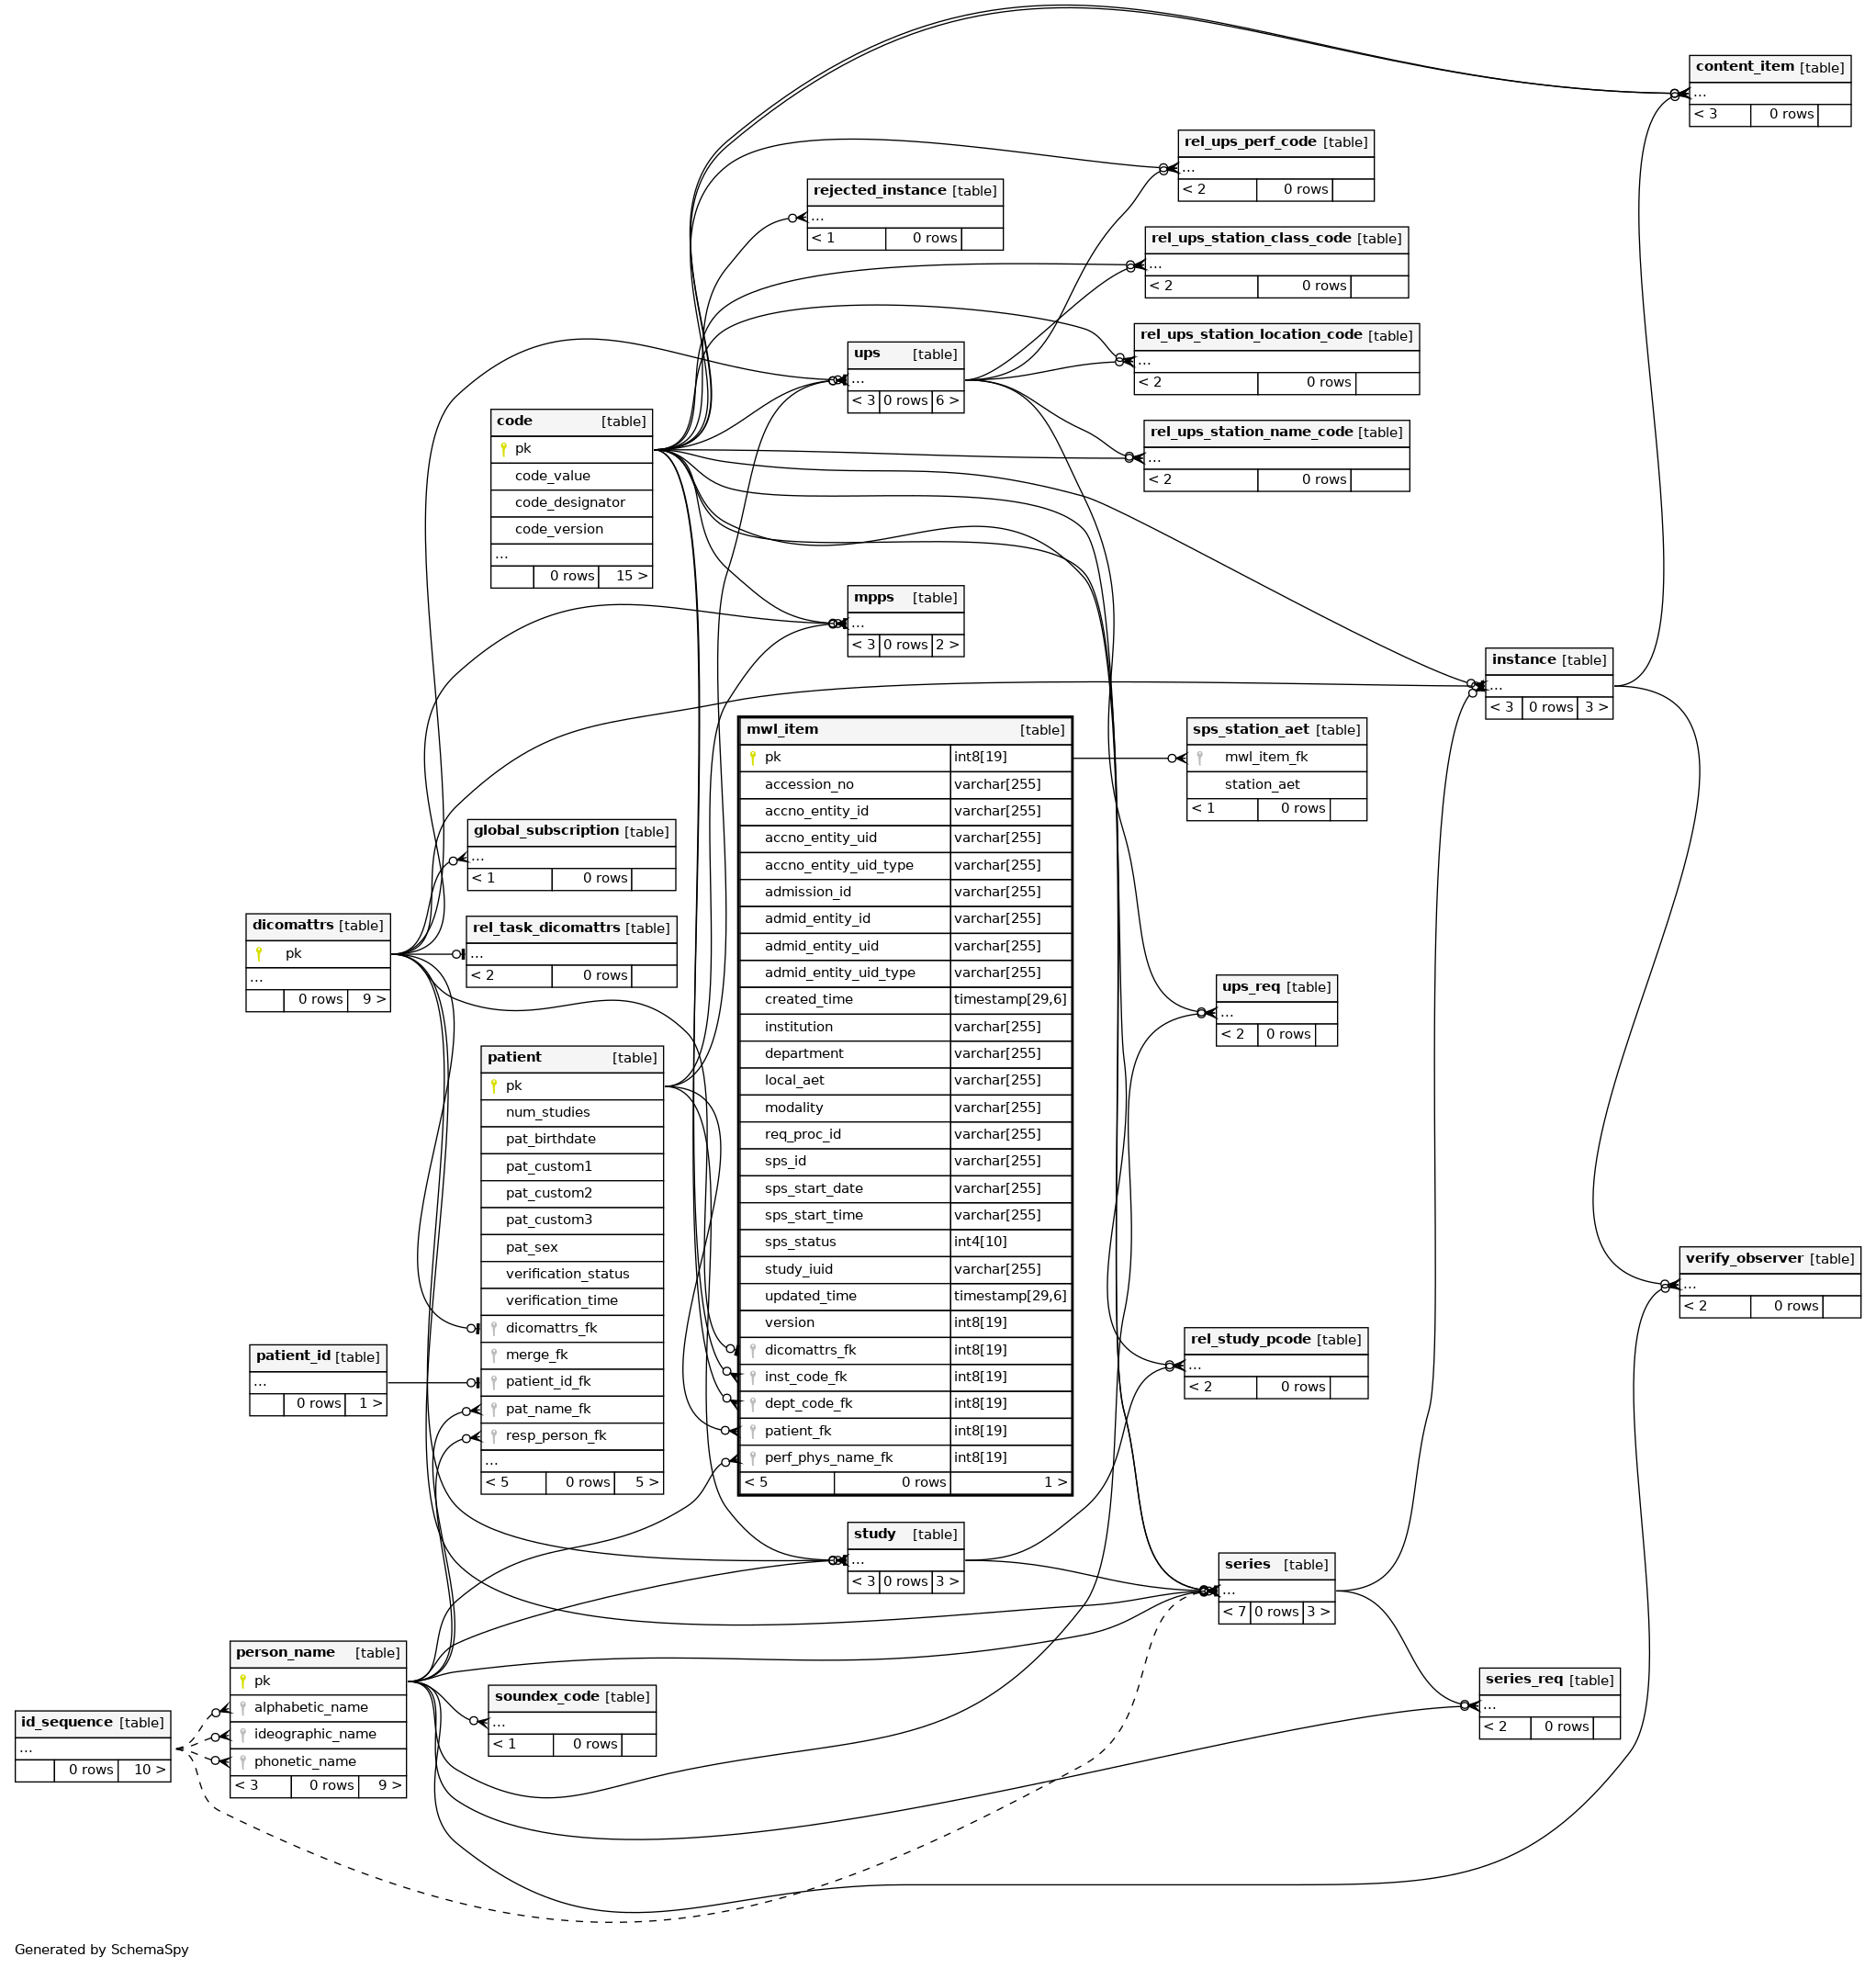 content_item [table]
...
< 3 0 rows
rel_ups_perf_code [table]
...
< 2 0 rows
rejected_instance [table]
...
< 1 0 rows
rel_ups_station_class_code [table]
...
< 2 0 rows
rel_ups_station_location_code [table]
...
< 2 0 rows
ups [table]
...
< 3 0 rows 6 >
code [table]
pk
code_value
code_designator
code_version
...
0 rows 15 >
rel_ups_station_name_code [table]
...
< 2 0 rows
mpps [table]
...
< 3 0 rows 2 >
instance [table]
...
< 3 0 rows 3 >
mwl_item [table]
pk int8[19]
accession_no varchar[255]
accno_entity_id varchar[255]
accno_entity_uid varchar[255]
accno_entity_uid_type varchar[255]
admission_id varchar[255]
admid_entity_id varchar[255]
admid_entity_uid varchar[255]
admid_entity_uid_type varchar[255]
created_time timestamp[29,6]
institution varchar[255]
department varchar[255]
local_aet varchar[255]
modality varchar[255]
req_proc_id varchar[255]
sps_id varchar[255]
sps_start_date varchar[255]
sps_start_time varchar[255]
sps_status int4[10]
study_iuid varchar[255]
updated_time timestamp[29,6]
version int8[19]
dicomattrs_fk int8[19]
inst_code_fk int8[19]
dept_code_fk int8[19]
patient_fk int8[19]
perf_phys_name_fk int8[19]
< 5 0 rows 1 >
sps_station_aet [table]
mwl_item_fk
station_aet
< 1 0 rows
global_subscription [table]
...
< 1 0 rows
dicomattrs [table]
pk
...
0 rows 9 >
rel_task_dicomattrs [table]
...
< 2 0 rows
ups_req [table]
...
< 2 0 rows
patient [table]
pk
num_studies
pat_birthdate
pat_custom1
pat_custom2
pat_custom3
pat_sex
verification_status
verification_time
dicomattrs_fk
merge_fk
patient_id_fk
pat_name_fk
resp_person_fk
...
< 5 0 rows 5 >
verify_observer [table]
...
< 2 0 rows
rel_study_pcode [table]
...
< 2 0 rows
patient_id [table]
...
0 rows 1 >
study [table]
...
< 3 0 rows 3 >
series [table]
...
< 7 0 rows 3 >
person_name [table]
pk
alphabetic_name
ideographic_name
phonetic_name
< 3 0 rows 9 >
series_req [table]
...
< 2 0 rows
soundex_code [table]
...
< 1 0 rows
id_sequence [table]
...
0 rows 10 >
Generated by SchemaSpy